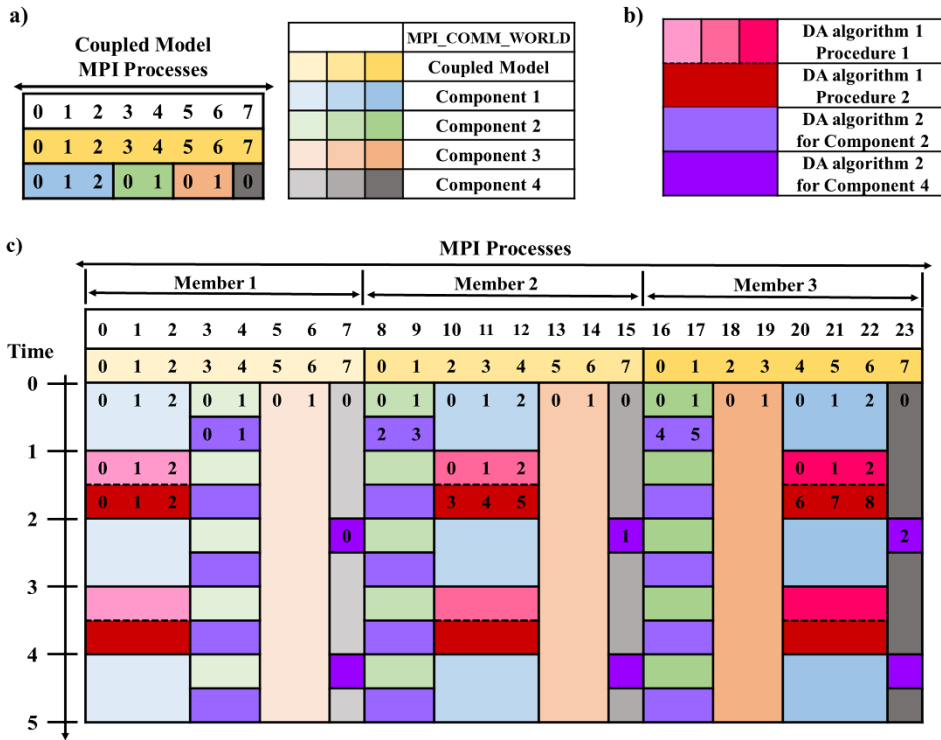 a)
Coupled Model
MPI Processes
0 1 2 3 4 5 6 7
0 1 2 3 4 5 6 7
0 1 2 0 1 0 1 0
MPI_COMM_WORLD
Coupled Model
Component 1
Component 2
Component 3
Component 4
b)
DA algorithm 1
Procedure 1
DA algorithm 1
Procedure 2
DA algorithm 2
for Component 2
DA algorithm 2
for Component 4
c)
MPI Processes
Member 1 Member 2 Member 3
0 1 2 3 4 5 6 7 8 9 10 11 12 13 14 15 16 17 18 19 20 21 22 23
Time
0 1 2 3 4 5 6 7 0 1 2 3 4 5 6 7 0 1 2 3 4 5 6 7
0
0 1 2 0 1 0 1 0 0 1 0 1 2 0 1 0 0 1 0 1 0 1 2 0
0 1 2 3 4 5
1
0 1 2 0 1 2 0 1 2
0 1 2 3 4 5 6 7 8
2
0 1 2
3
4
5